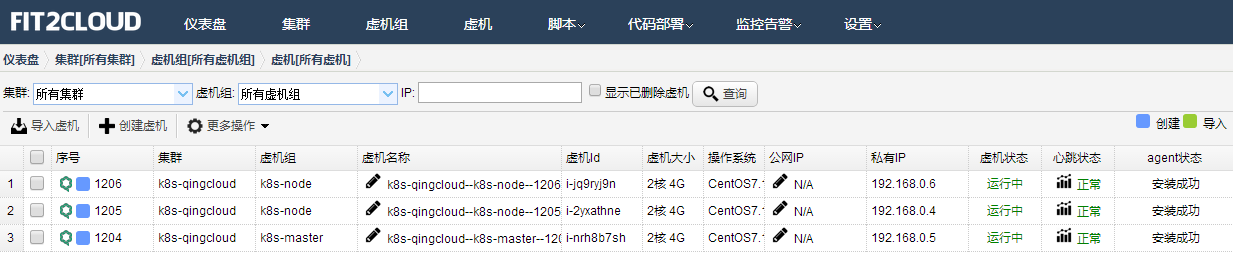 FIT2CLOUD 仪表盘 集群 虚机组 虚机 脚本 代码部署 监控告警 设置
仪表盘 集群[所有集群] 虚机组[所有虚机组] 虚机[所有虚机]
集群: 所有集群 虚机组: 所有虚机组 IP: 显示已删除虚机 查询
导入虚机 创建虚机 更多操作 创建 导入
序号 集群 虚机组 虚机名称 虚机Id 虚机大小 操作系统 公网IP 私有IP 虚机状态 心跳状态 agent状态
1 1206 k8s-qingcloud k8s-node k8s-qingcloud--k8s-node--1206 i-jq9ryj9n 2核 4G CentOS7.1 N/A 192.168.0.6 运行中 正常 安装成功
2 1205 k8s-qingcloud k8s-node k8s-qingcloud--k8s-node--1205 i-2yxathne 2核 4G CentOS7.1 N/A 192.168.0.4 运行中 正常 安装成功
3 1204 k8s-qingcloud k8s-master k8s-qingcloud--k8s-master--120 i-nrh8b7sh 2核 4G CentOS7.1 N/A 192.168.0.5 运行中 正常 安装成功